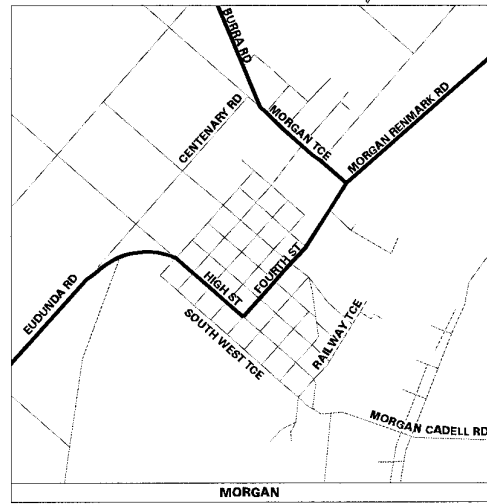 BURRA RD
CENTENARY RD
MORGAN TCE
MORGAN RENMARK RD
EUDUNDA RD
HIGH ST
FOURTH ST
SOUTH WEST TCE
RAILWAY TCE
MORGAN CADELL RD
MORGAN